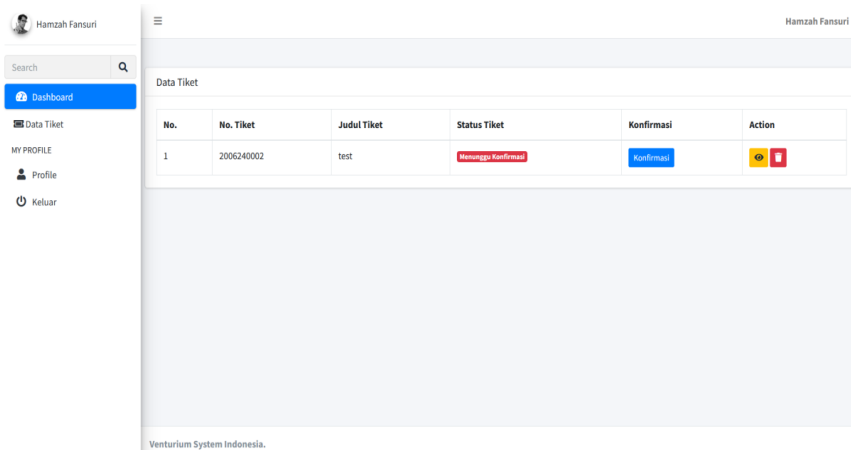 Hamzah Fansuri
Hamzah Fansuri
Search
Dashboard
Data Tiket
MY PROFILE
Profile
Keluar
Data Tiket
No. No. Tiket Judul Tiket Status Tiket Konfirmasi Action
1 2006240002 test Menunggu Konfirmasi Konfirmasi
Venturium System Indonesia.